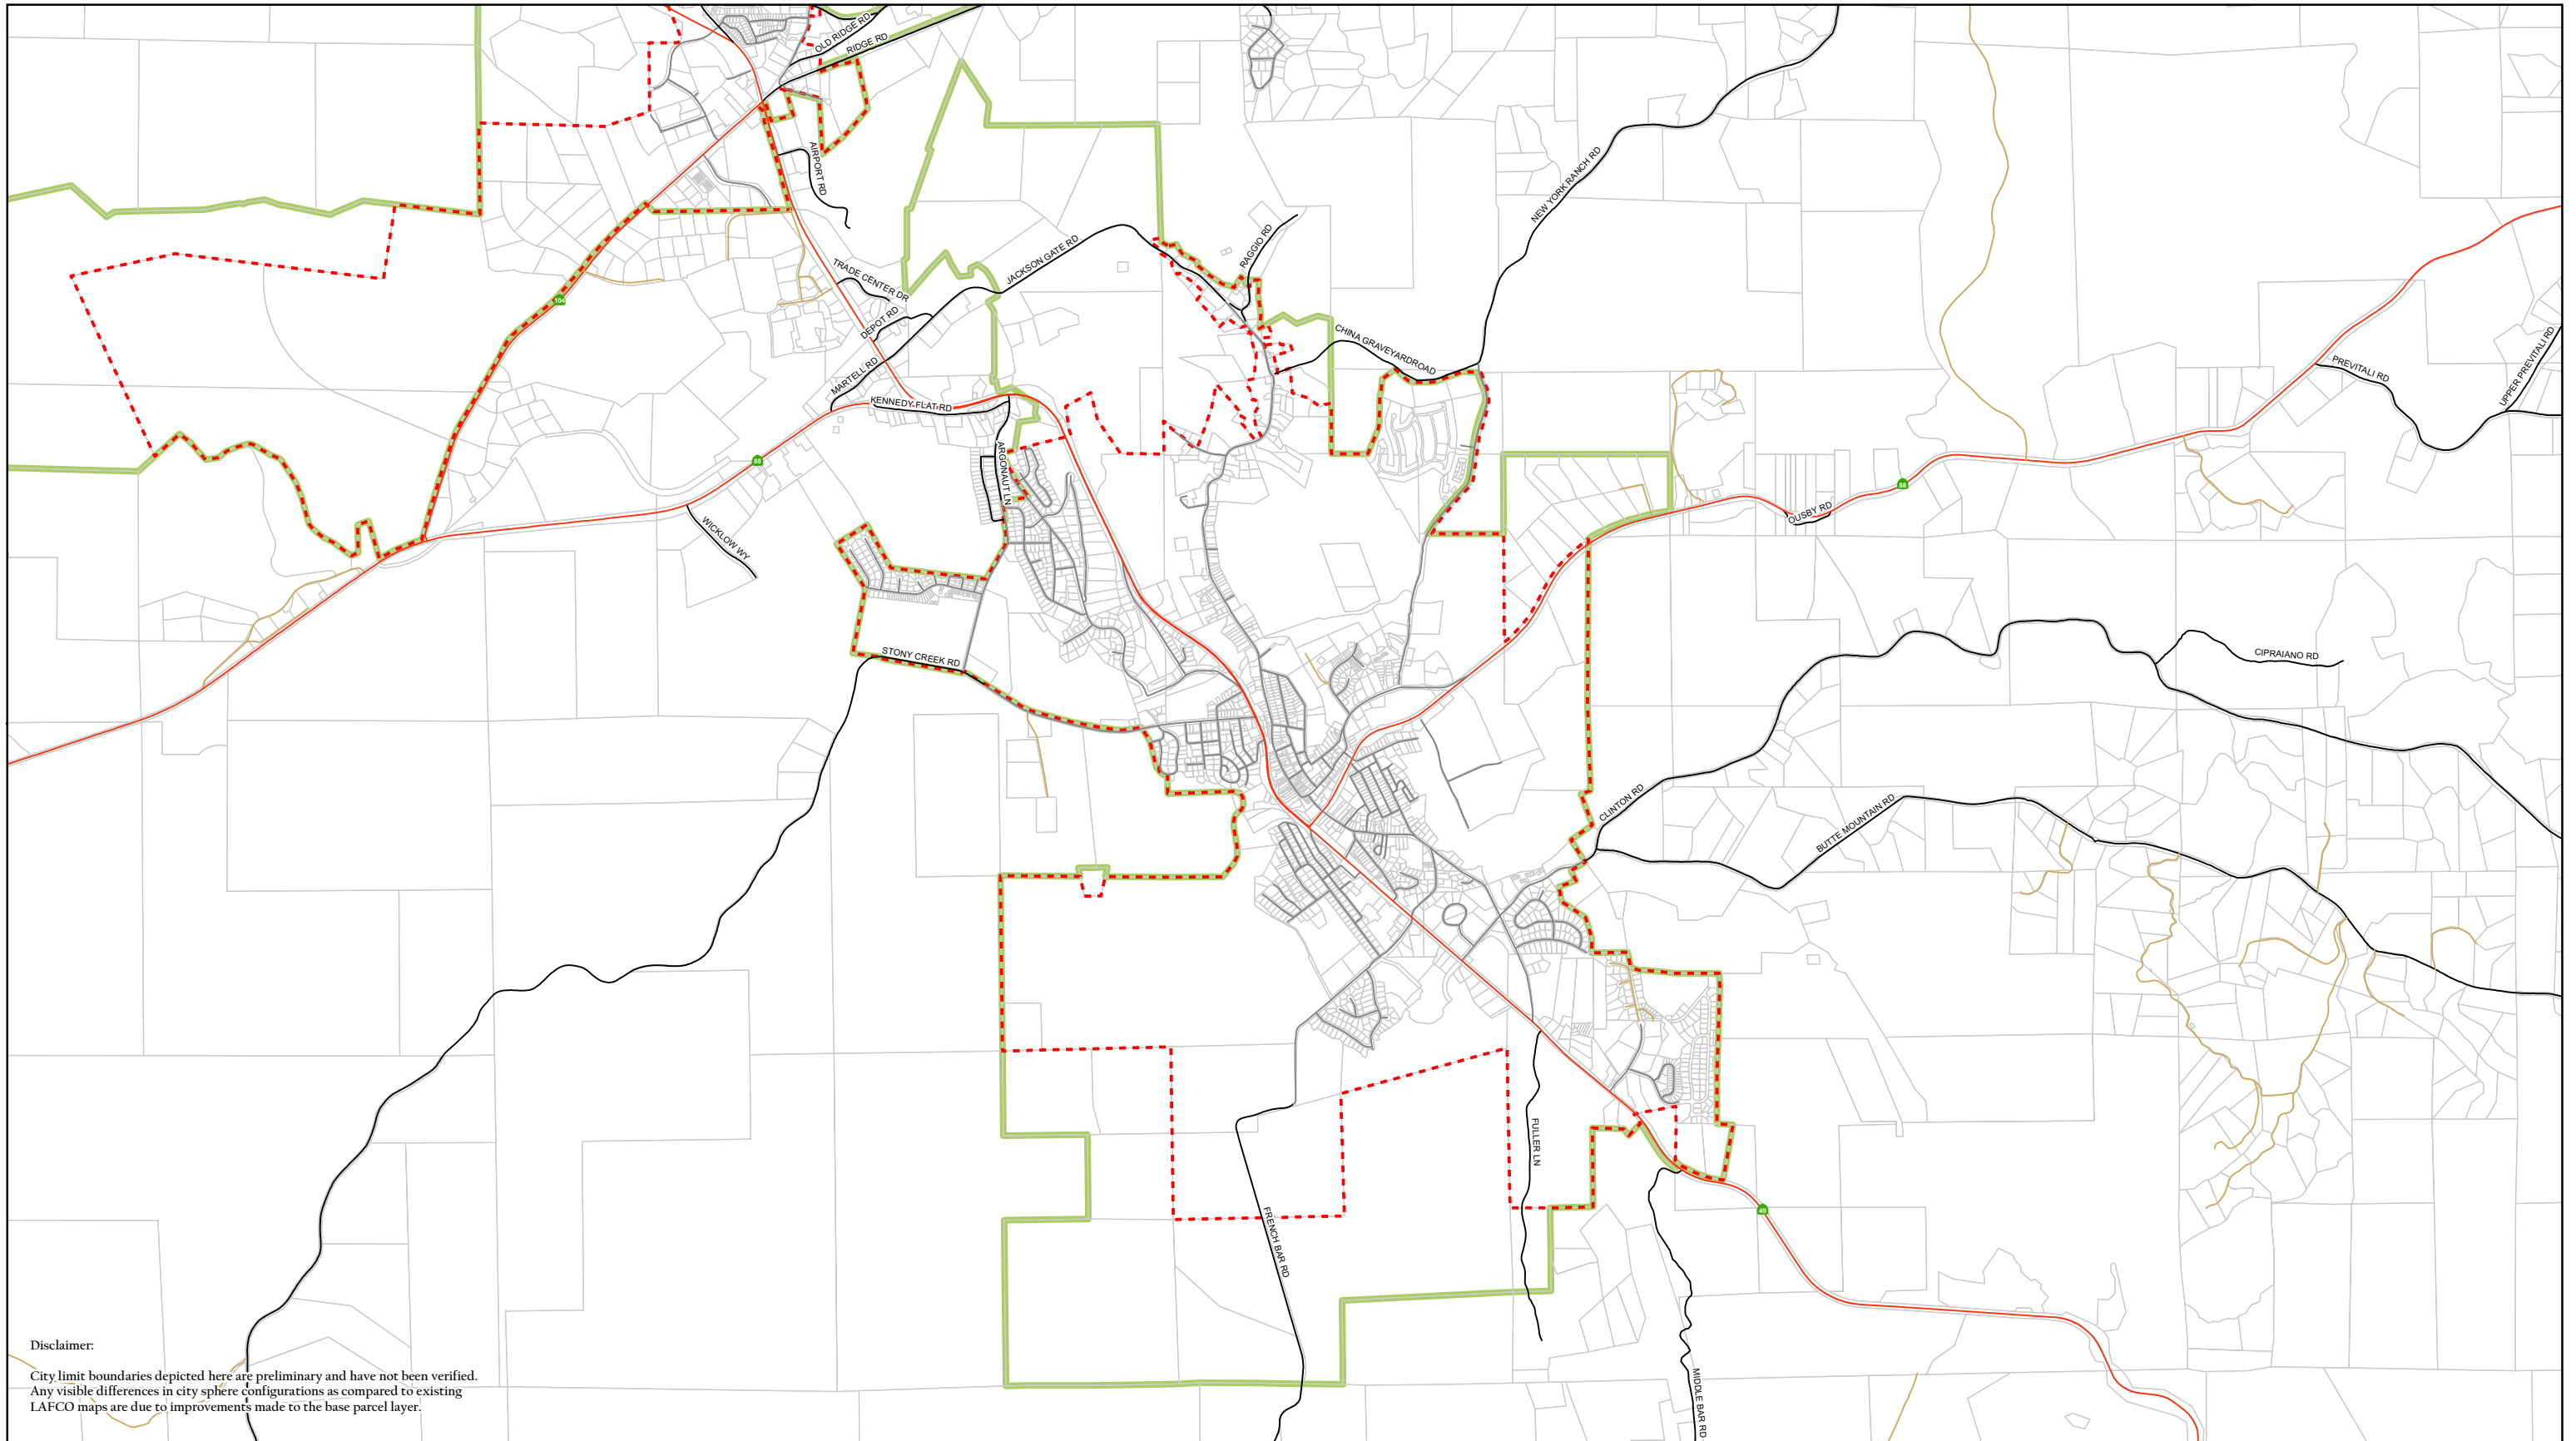 OLD RIDGE RD
RIDGE RD
AIRPORT RD
NEW YORK RANCH RD
RAGGIO RD
JACKSON GATE RD
TRADE CENTER DR
104
DEPOT RD
CHINA GRAVEYARDROAD
MARTELL RD
PREVITALI RD
UPPER PREVITALI RD
KENNEDY FLAT RD
88
ARGONAUT LN
88
OUSBY RD
WICKLOW WY
STONY CREEK RD
CIPRAIANO RD
CLINTON RD
BUTTE MOUNTAIN RD
FULLER LN
49
FRENCH BAR RD
MIDDLE BAR RD
Disclaimer:
City limit boundaries depicted here are preliminary and have not been verified.
Any visible differences in city sphere configurations as compared to existing
LAFCO maps are due to improvements made to the base parcel layer.